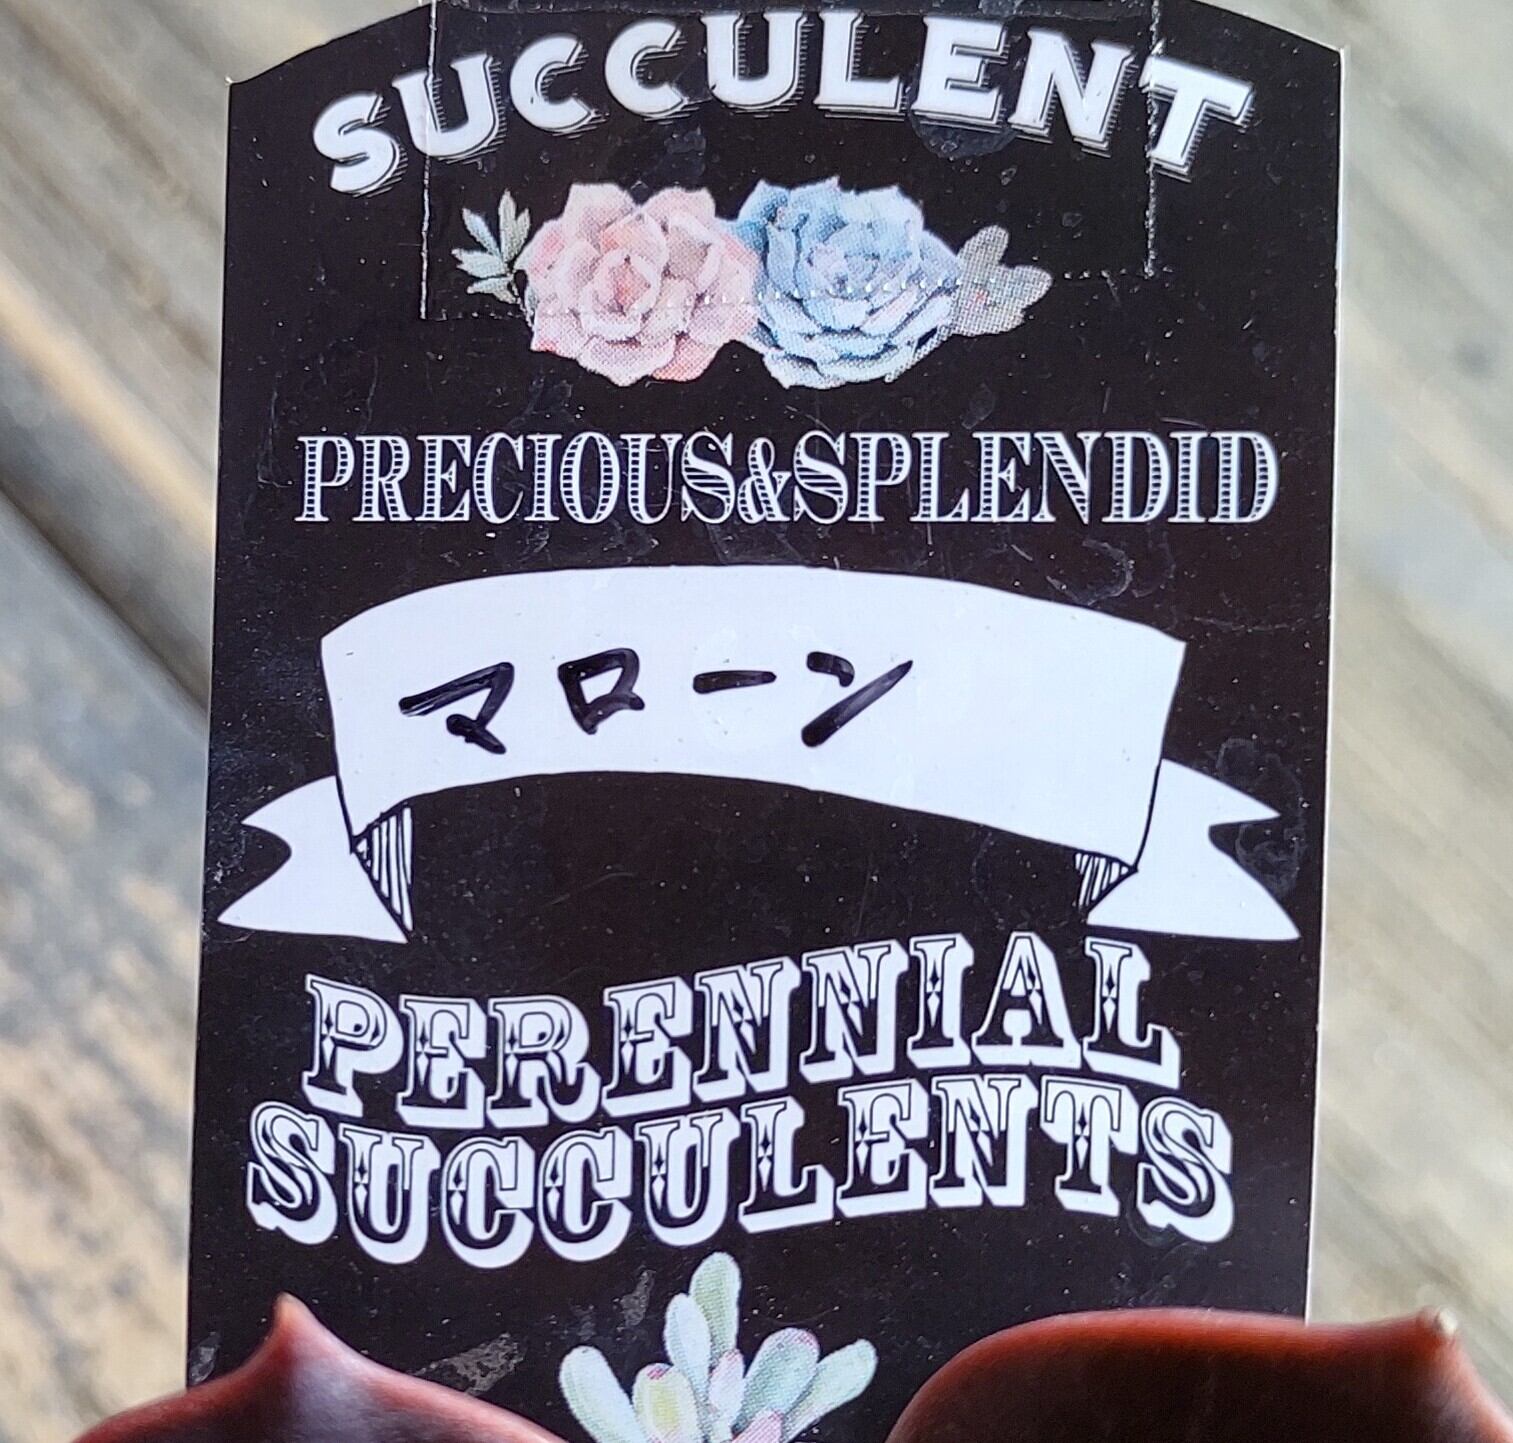 SUCCULENT
PRECIOUS&SPLENDID
マローン
PERENNIAL
SUCCULENTS